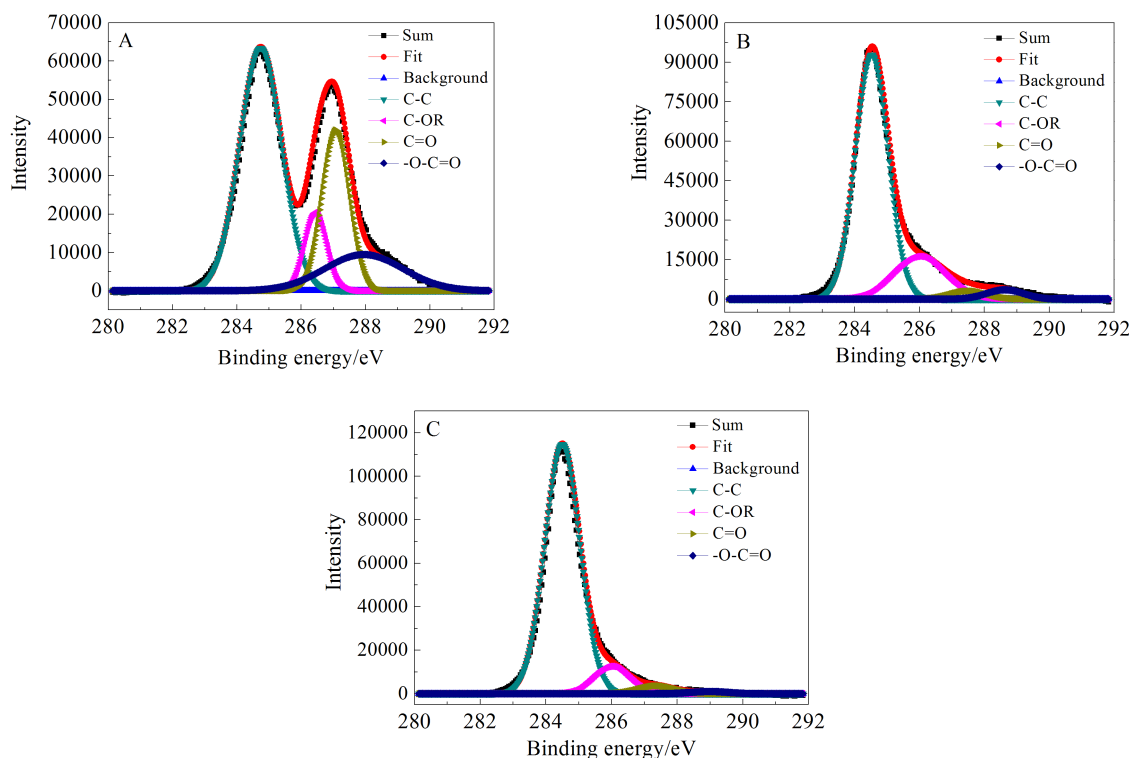 A
Sum
Fit
Background
C-C
C-OR
C=O
-O-C=O
70000
60000
50000
40000
30000
20000
10000
0
Intensity
280 282 284 286 288 290 292
Binding energy/eV
B
Sum
Fit
Background
C-C
C-OR
C=O
-O-C=O
105000
90000
75000
60000
45000
30000
15000
0
Intensity
280 282 284 286 288 290 292
Binding energy/eV
C
Sum
Fit
Background
C-C
C-OR
C=O
-O-C=O
120000
100000
80000
60000
40000
20000
0
Intensity
280 282 284 286 288 290 292
Binding energy/eV